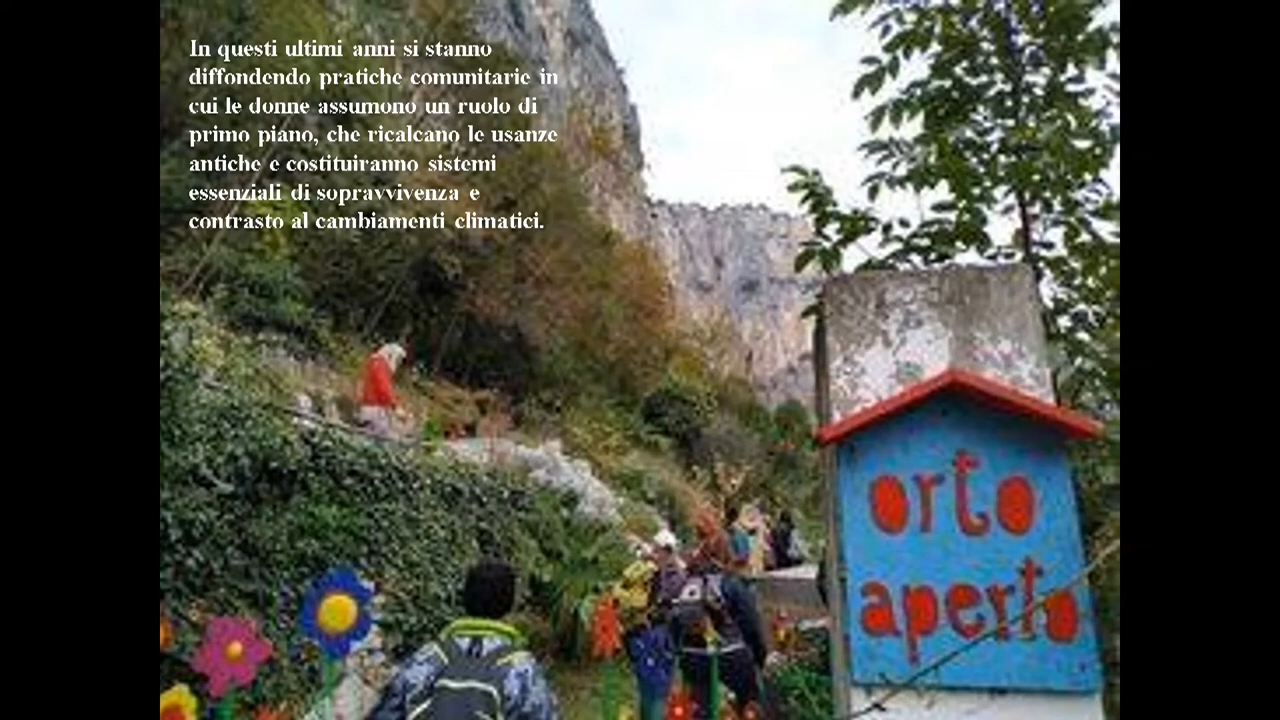 In questi ultimi anni si stanno
diffondendo pratiche comunitarie in
cui le donne assumono un ruolo di
primo piano, che ricalcano le usanze
antiche e costituiranno sistemi
essenziali di sopravvivenza e
contrasto al cambiamenti climatici.
orto
aperto